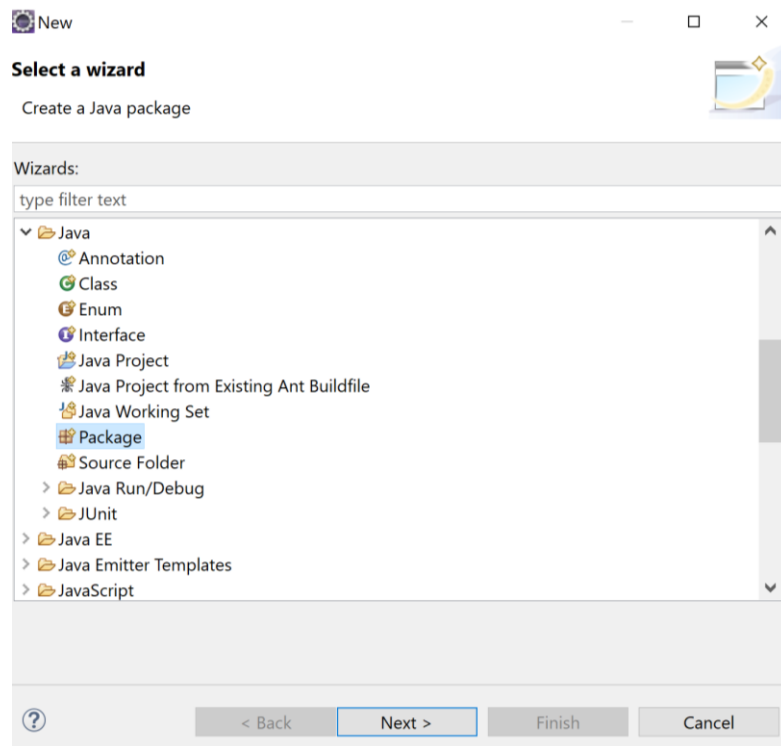 New
Select a wizard
Create a Java package
Wizards:
type filter text
Java
Annotation
Class
Enum
Interface
Java Project
Java Project from Existing Ant Buildfile
Java Working Set
Package
Source Folder
Java Run/Debug
JUnit
Java EE
Java Emitter Templates
JavaScript
? < Back Next > Finish Cancel